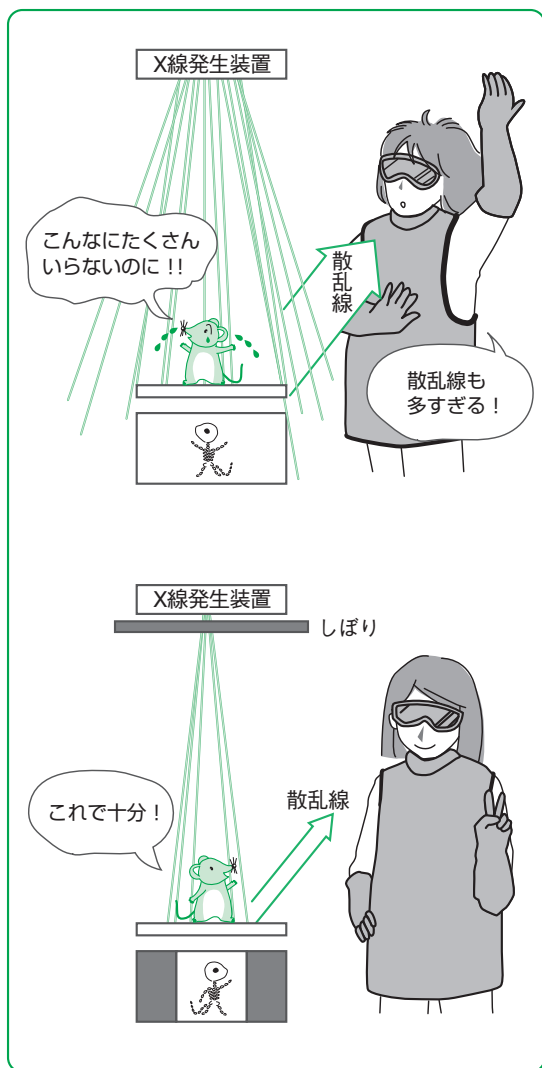 X線発生装置
こんなにたくさん
いらないのに !!
散乱線
散乱線も
多すぎる！
X線発生装置
しぼり
散乱線
これで十分！